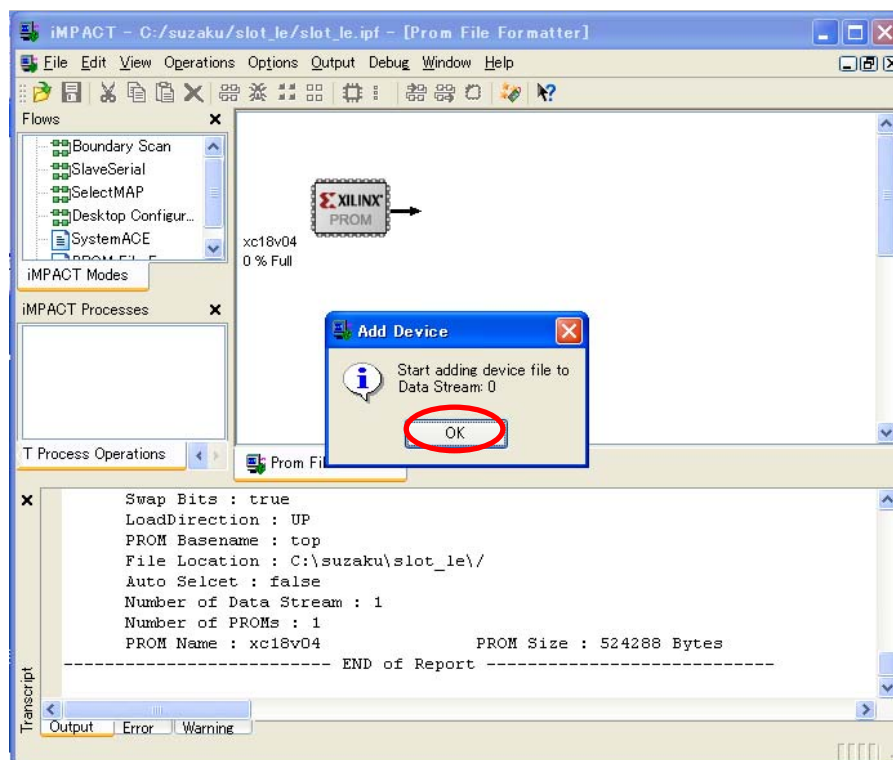 iMPACT - C:/suzaku/slot_le/slot_le.ipf - [Prom File Formatter]
File Edit View Operations Options Output Debug Window Help
Flows
Boundary Scan
SlaveSerial
SelectMAP
Desktop Configur...
SystemACE
iMPACT Modes
iMPACT Processes
T Process Operations
XILINX
PROM
xc18v04
0 % Full
Add Device
Start adding device file to
Data Stream: 0
OK
Prom Fil
Swap Bits : true
LoadDirection : UP
PROM Basename : top
File Location : C:\suzaku\slot_le\/
Auto Selcet : false
Number of Data Stream : 1
Number of PROMs : 1
PROM Name : xc18v04 PROM Size : 524288 Bytes
---------------------------- END of Report ----------------------------
Transcript
Output Error Warning